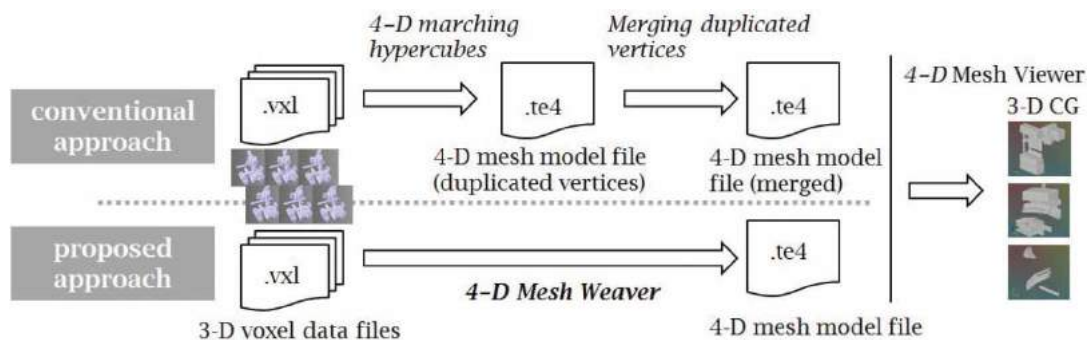 4-D marching
hypercubes
Merging duplicated
vertices
4-D Mesh Viewer
3-D CG
conventional
approach
.vxl
.te4
.te4
4-D mesh model file
(duplicated vertices)
4-D mesh model
file (merged)
proposed
approach
.vxl
4-D Mesh Weaver
.te4
3-D voxel data files
4-D mesh model file